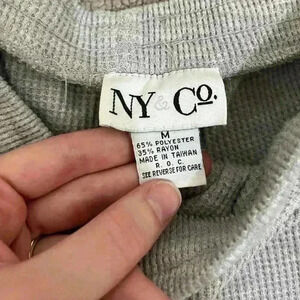 NY & Co.
M
65% POLYESTER
35% RAYON
MADE IN TAIWAN
R. O. C.
SEE REVERSE FOR CARE